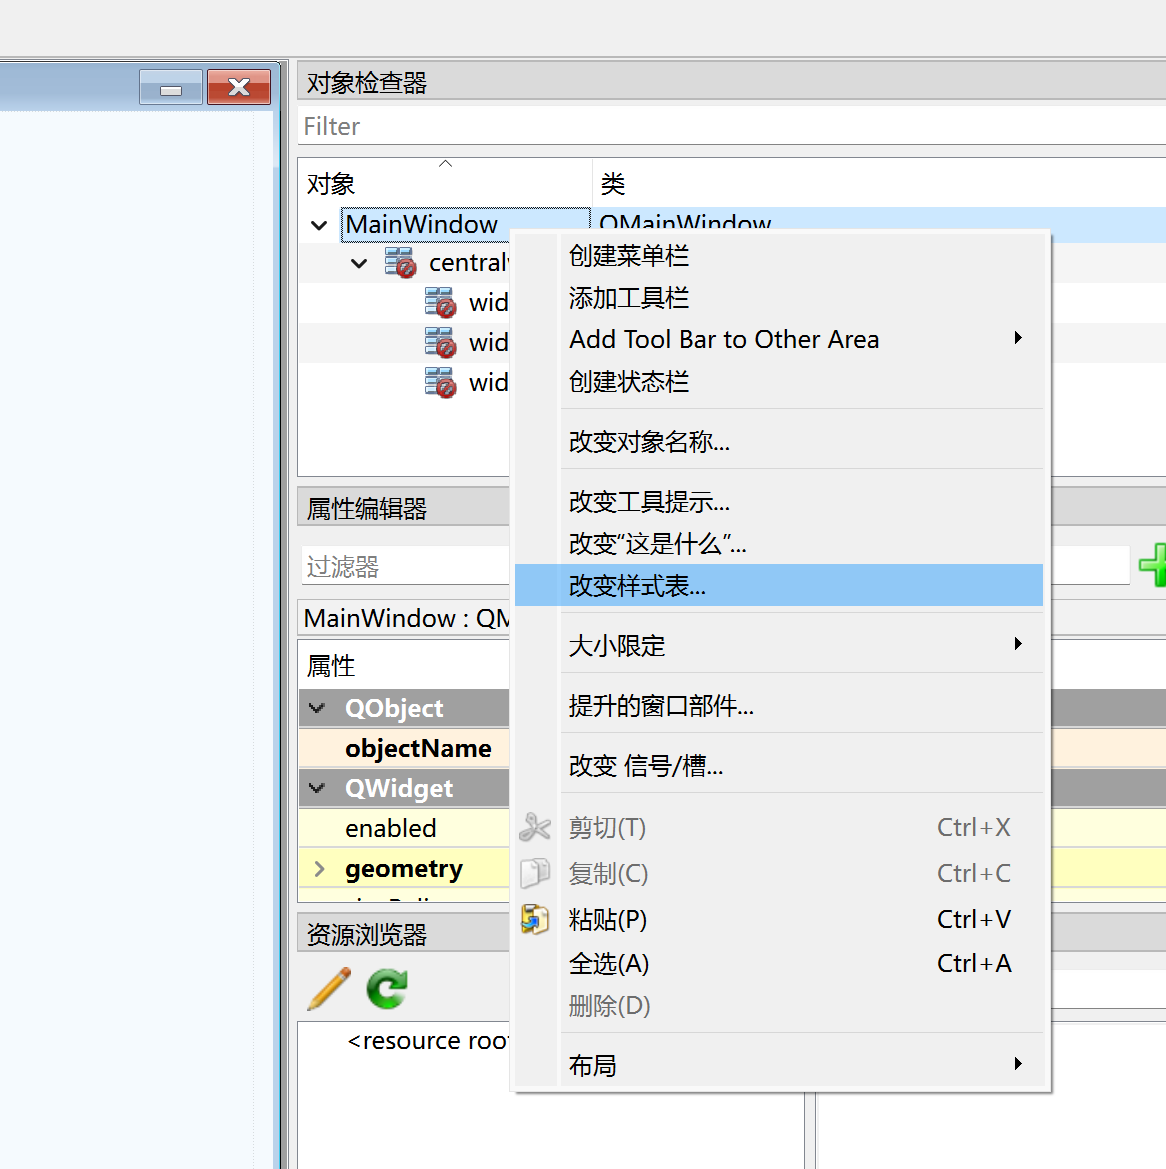 对象检查器
Filter
对象
类
MainWindow
QMainWindow
wid
wid
wid
创建菜单栏
添加工具栏
Add Tool Bar to Other Area
创建状态栏
改变对象名称...
改变工具提示...
改变“这是什么”...
改变样式表...
大小限定
提升的窗口部件...
改变 信号/槽...
剪切(T) Ctrl+X
复制(C) Ctrl+C
粘贴(P) Ctrl+V
全选(A) Ctrl+A
删除(D)
布局
属性编辑器
过滤器
MainWindow : QM
属性
QObject
objectName
QWidget
enabled
geometry
资源浏览器
<resource roo